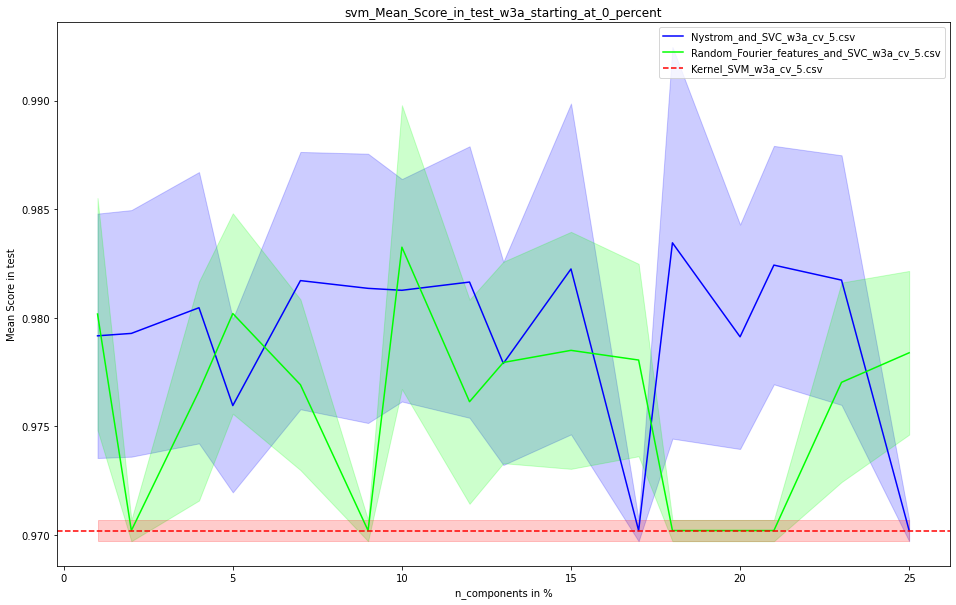 svm_Mean_Score_in_test_w3a_starting_at_0_percent
Nystrom_and_SVC_w3a_cv_5.csv
Random_Fourier_features_and_SVC_w3a_cv_5.csv
Kernel_SVM_w3a_cv_5.csv
0.990
0.985
0.980
0.975
0.970
Mean Score in test
0 5 10 15 20 25
n_components in %